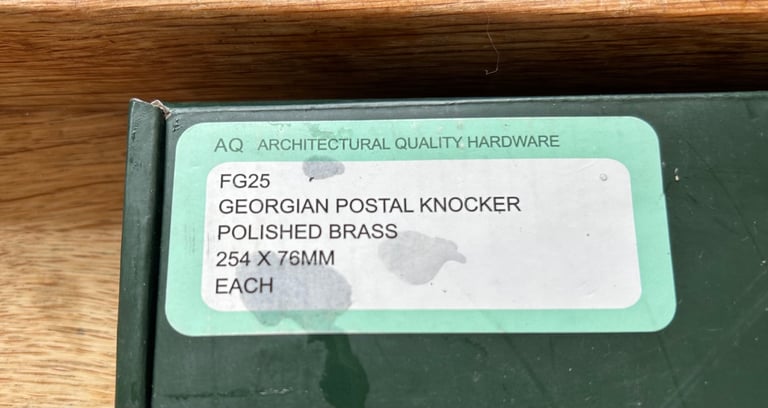 AQ ARCHITECTURAL QUALITY HARDWARE
FG25
GEORGIAN POSTAL KNOCKER
POLISHED BRASS
254 X 76MM
EACH